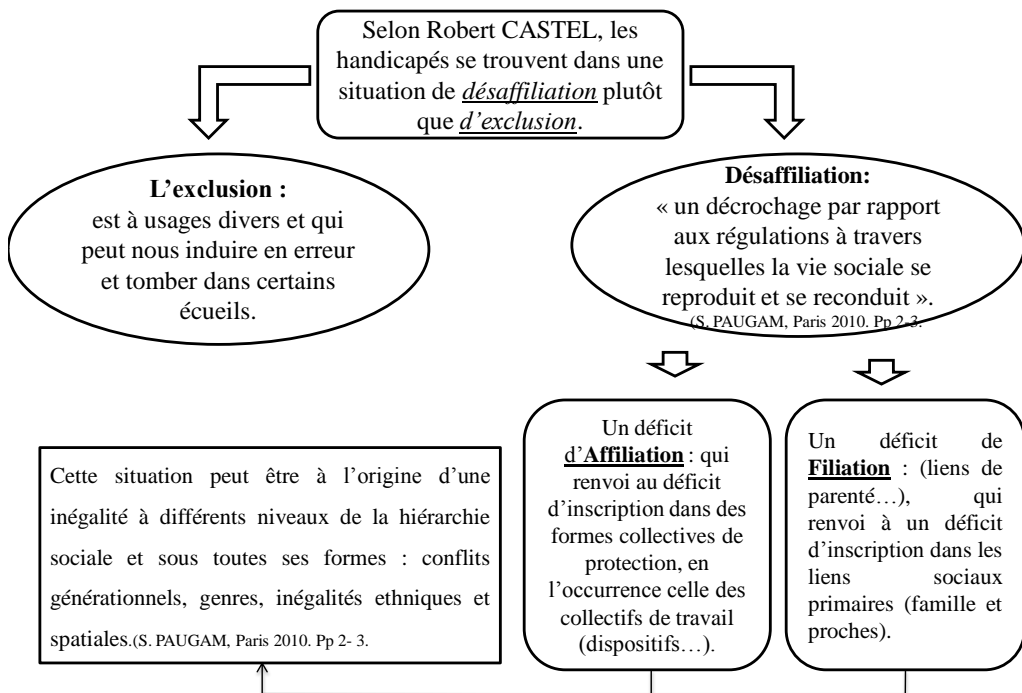 Selon Robert CASTEL, les
handicapés se trouvent dans une
situation de désaffiliation plutôt
que d’exclusion.
L’exclusion :
est à usages divers et qui
peut nous induire en erreur
et tomber dans certains
écueils.
Désaffiliation:
« un décrochage par rapport
aux régulations à travers
lesquelles la vie sociale se
reproduit et se reconduit ».
(S. PAUGAM, Paris 2010. Pp 2-3.
Cette situation peut être à l’origine d’une
inégalité à différents niveaux de la hiérarchie
sociale et sous toutes ses formes : conflits
générationnels, genres, inégalités ethniques et
spatiales.(S. PAUGAM, Paris 2010. Pp 2- 3.
Un déficit
d’Affiliation : qui
renvoi au déficit
d’inscription dans des
formes collectives de
protection, en
l’occurrence celle des
collectifs de travail
(dispositifs…).
Un déficit de
Filiation : (liens de
parenté…), qui
renvoi à un déficit
d’inscription dans les
liens sociaux
primaires (famille et
proches).